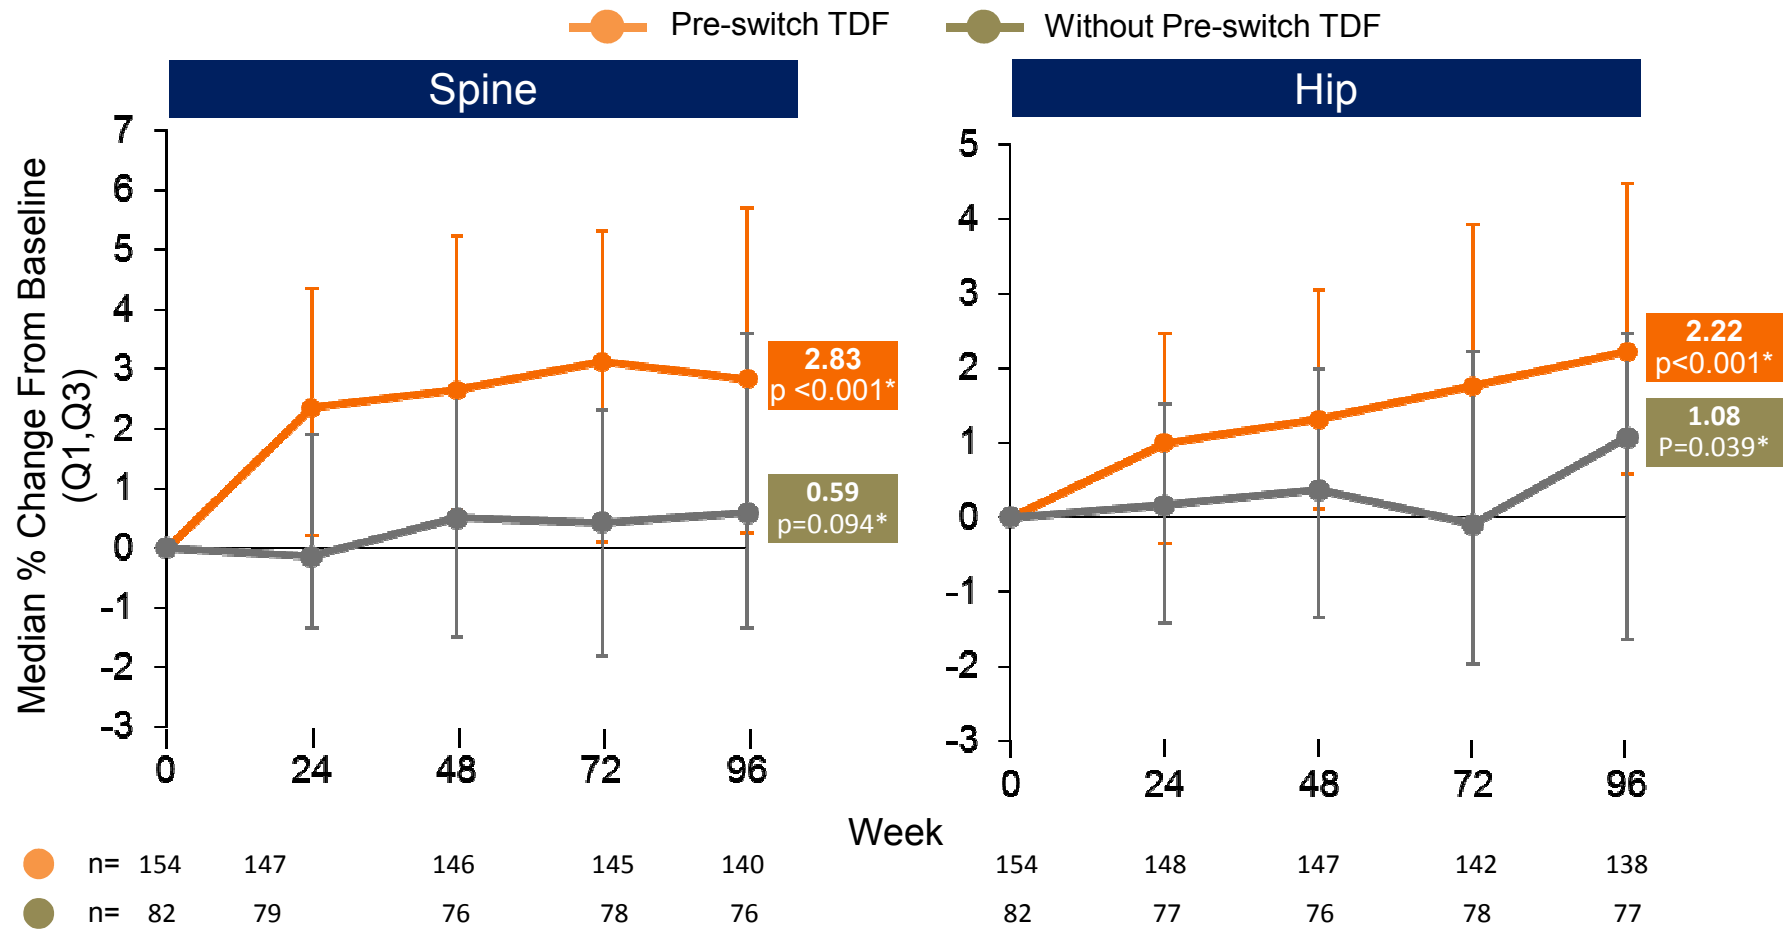 Pre-switch TDF
Without Pre-switch TDF
Spine
Hip
Median % Change From Baseline
(Q1,Q3)
7
6
5
4
3
2
1
0
-1
-2
-3
0 24 48 72 96
2.83
p <0.001*
0.59
p=0.094*
5
4
3
2
1
0
-1
-2
-3
0 24 48 72 96
2.22
p<0.001*
1.08
P=0.039*
Week
n= 154 147 146 145 140 154 148 147 142 138
n= 82 79 76 78 76 82 77 76 78 77